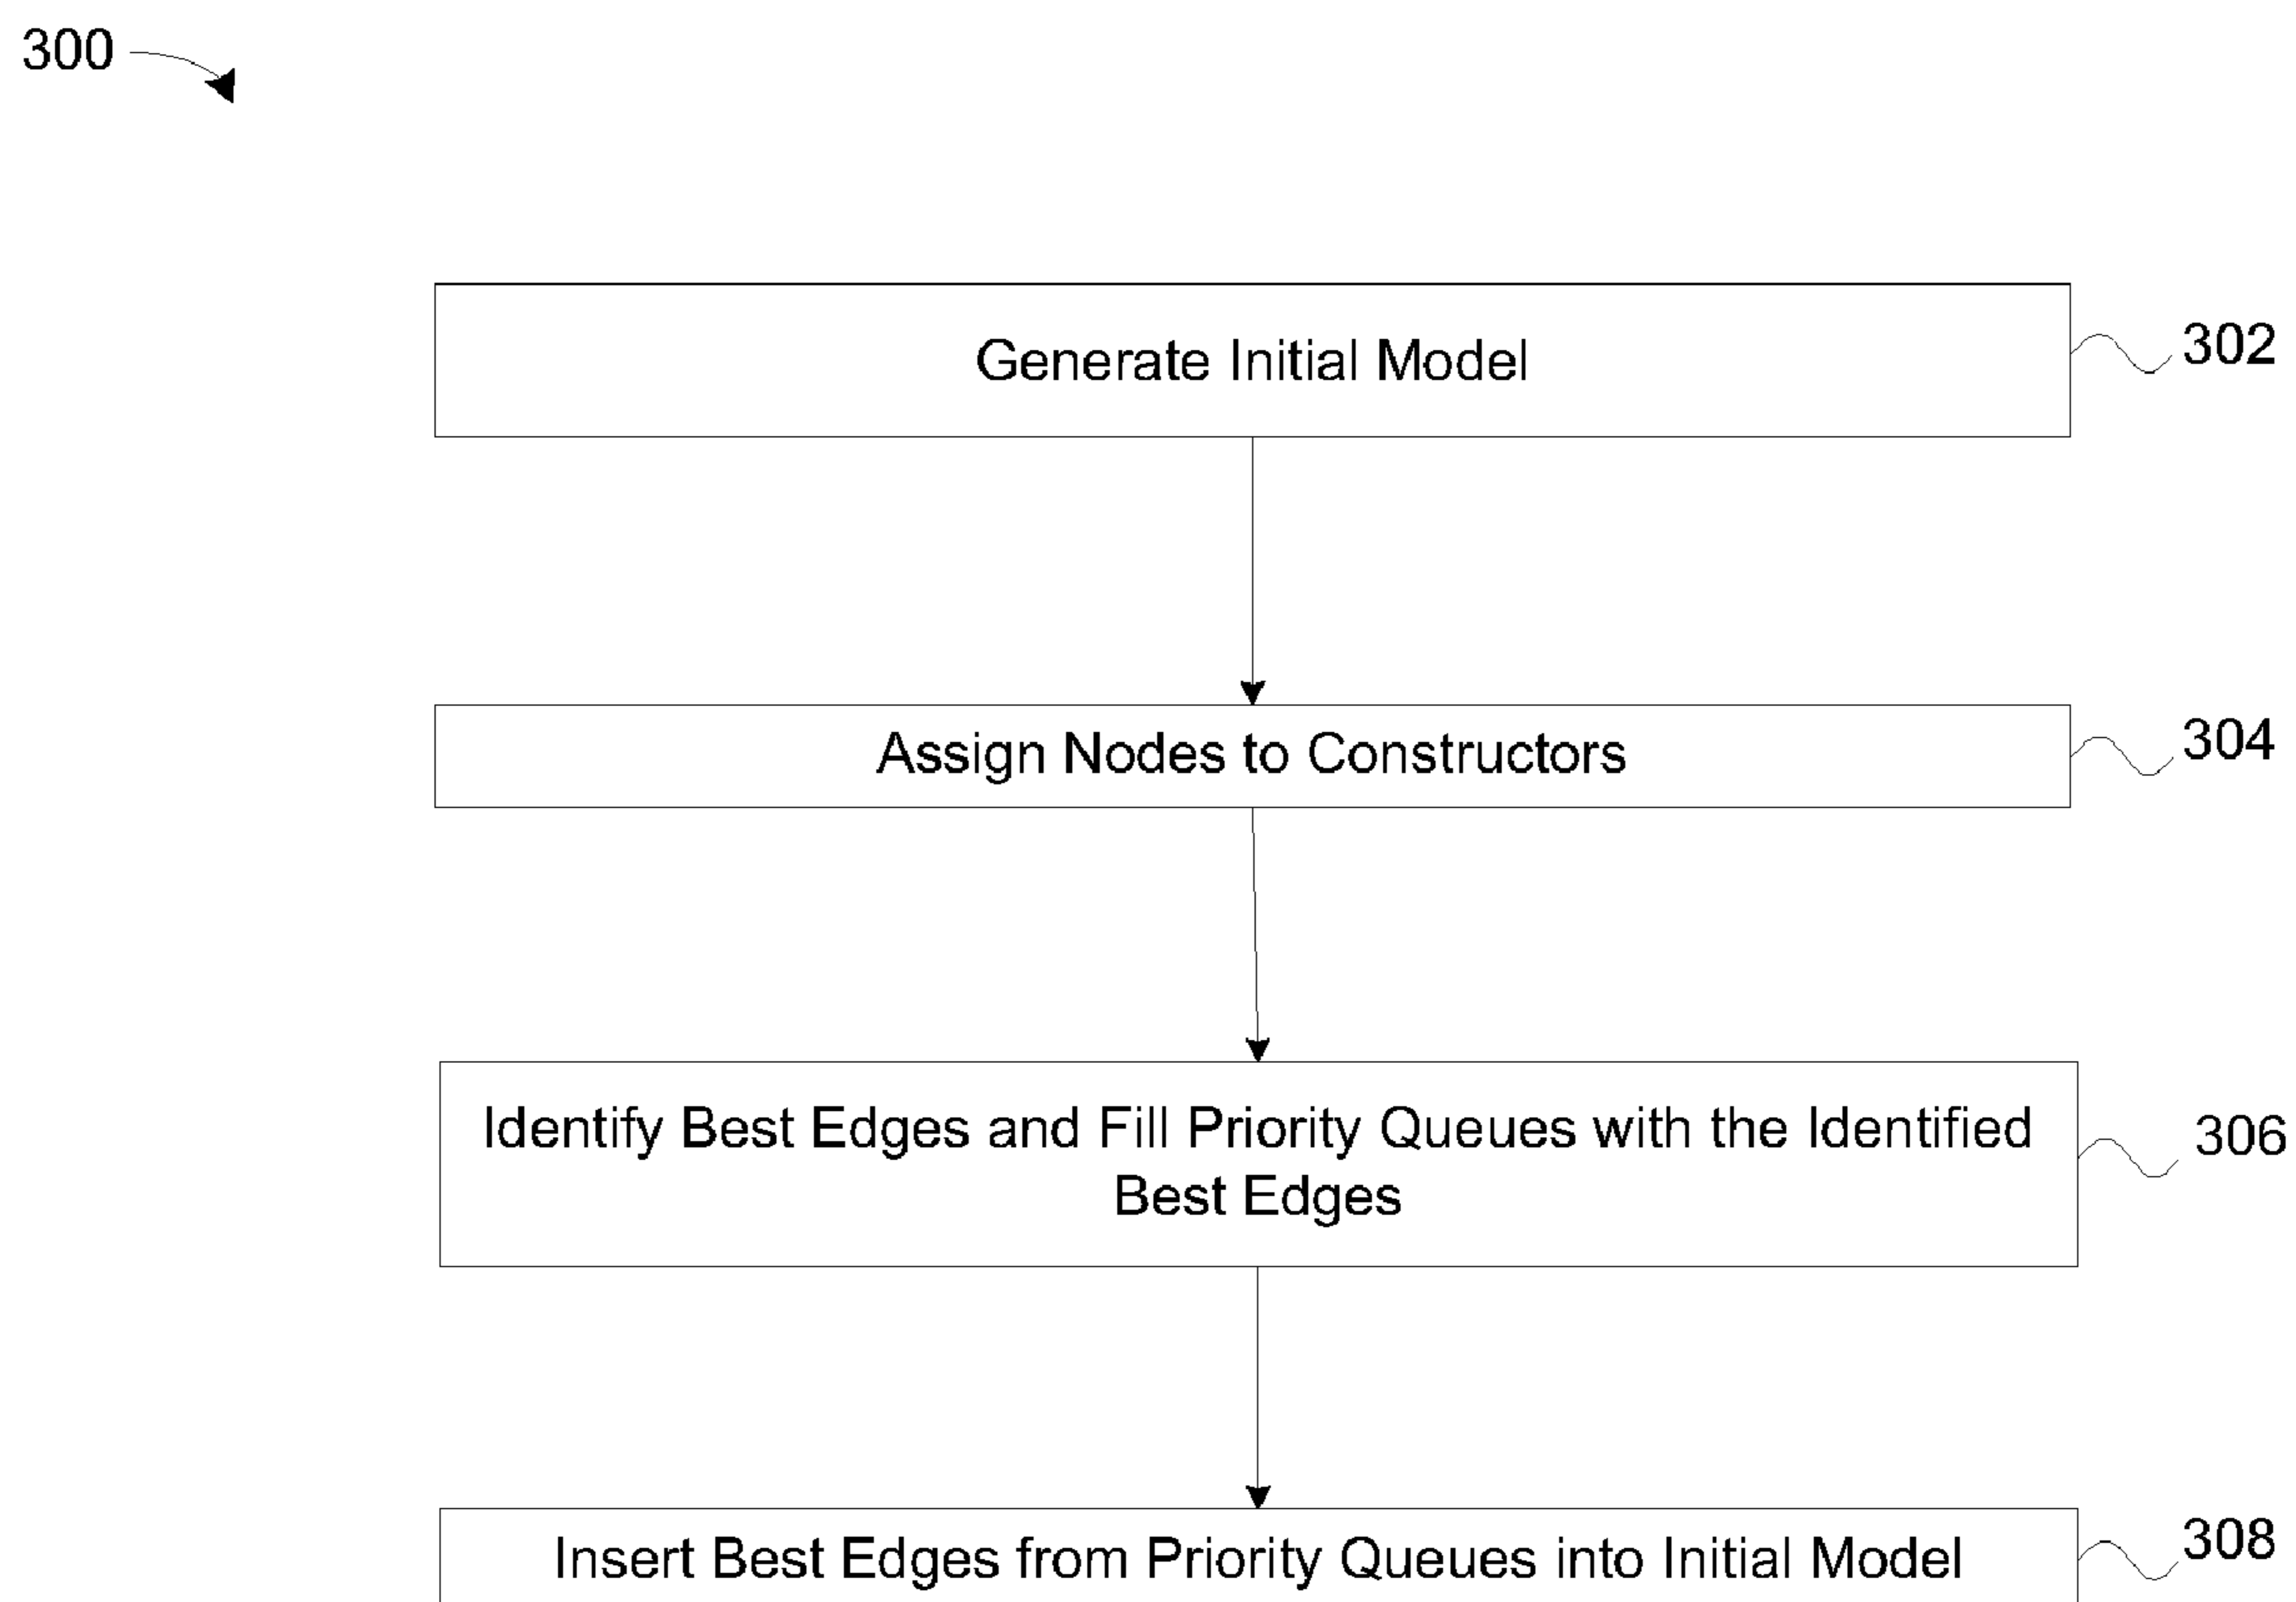 300
Generate Initial Model
302
Assign Nodes to Constructors
304
Identify Best Edges and Fill Priority Queues with the Identified
Best Edges
306
Insert Best Edges from Priority Queues into Initial Model
308